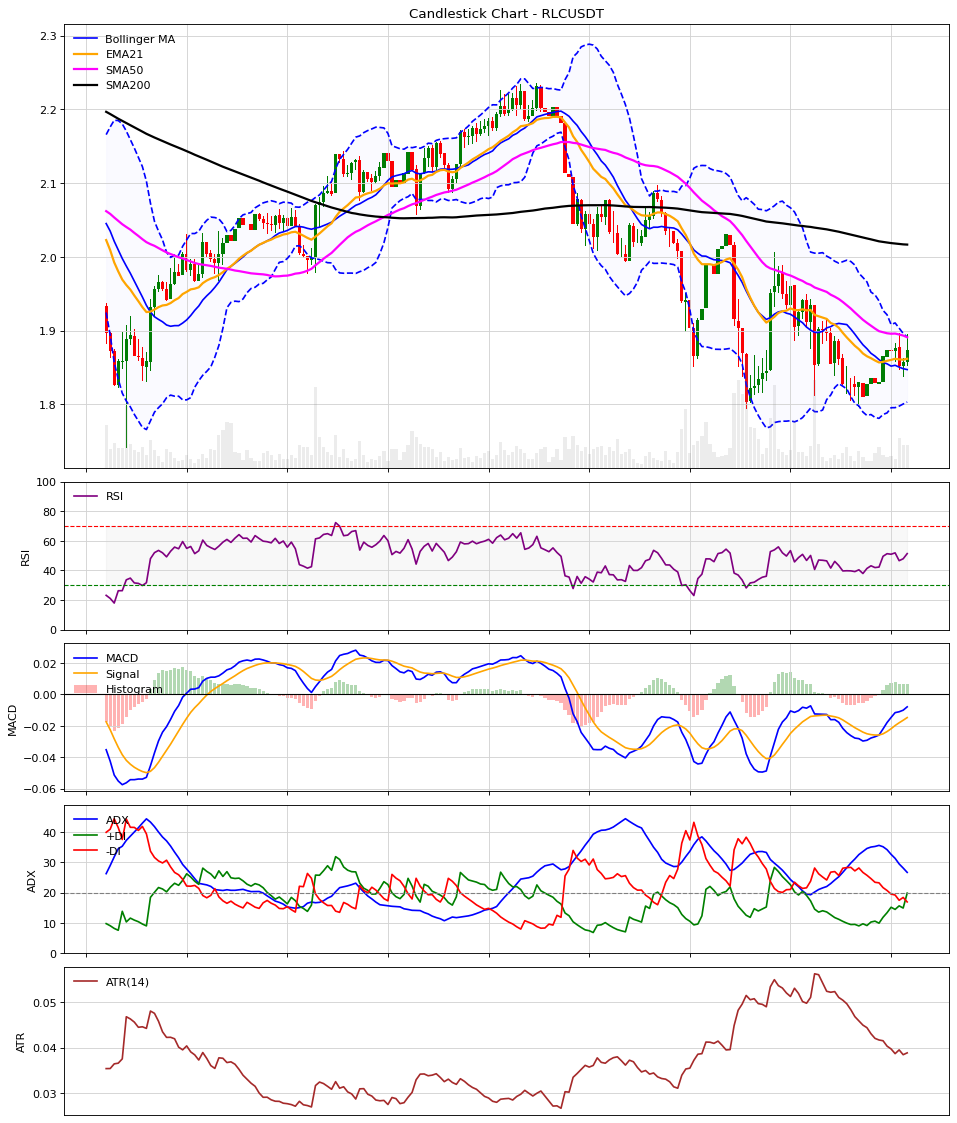 Candlestick Chart - RLCUSDT
2.3
2.2
2.1
2.0
1.9
1.8
Bollinger MA
EMA21
SMA50
SMA200
100
80
60
40
20
0
RSI
RSI
0.02
0.00
−0.02
−0.04
−0.06
MACD
MACD
Signal
Histogram
40
30
20
10
0
ADX
ADX
+DI
-DI
0.05
0.04
0.03
ATR
ATR(14)